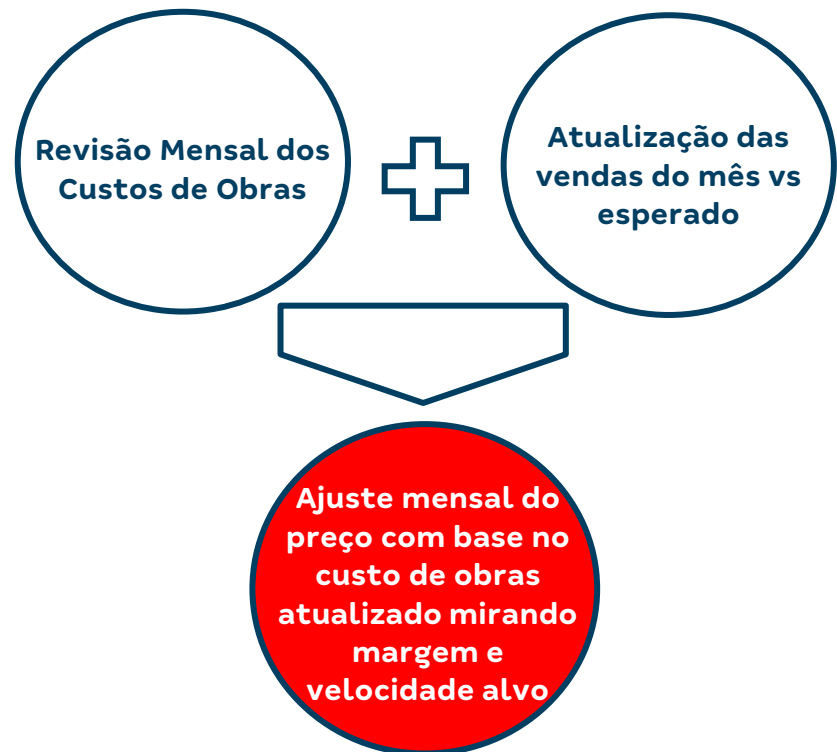 Revisão Mensal dos
Custos de Obras
Atualização das
vendas do mês vs
esperado
Ajuste mensal do
preço com base no
custo de obras
atualizado mirando
margem e
velocidade alvo